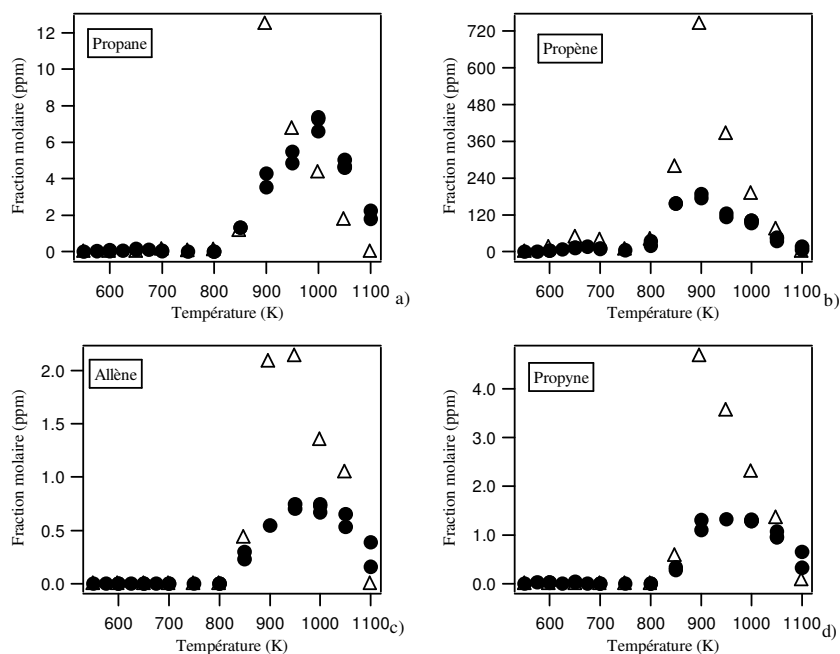 12
10
8
6
4
2
0
Fraction molaire (ppm)
Propane
600 700 800 900 1000 1100
Température (K)
a)
720
600
480
360
240
120
0
Fraction molaire (ppm)
Propène
600 700 800 900 1000 1100
Température (K)
b)
2.0
1.5
1.0
0.5
0.0
Fraction molaire (ppm)
Allène
600 700 800 900 1000 1100
Température (K)
c)
4.0
3.0
2.0
1.0
0.0
Fraction molaire (ppm)
Propyne
600 700 800 900 1000 1100
Température (K)
d)